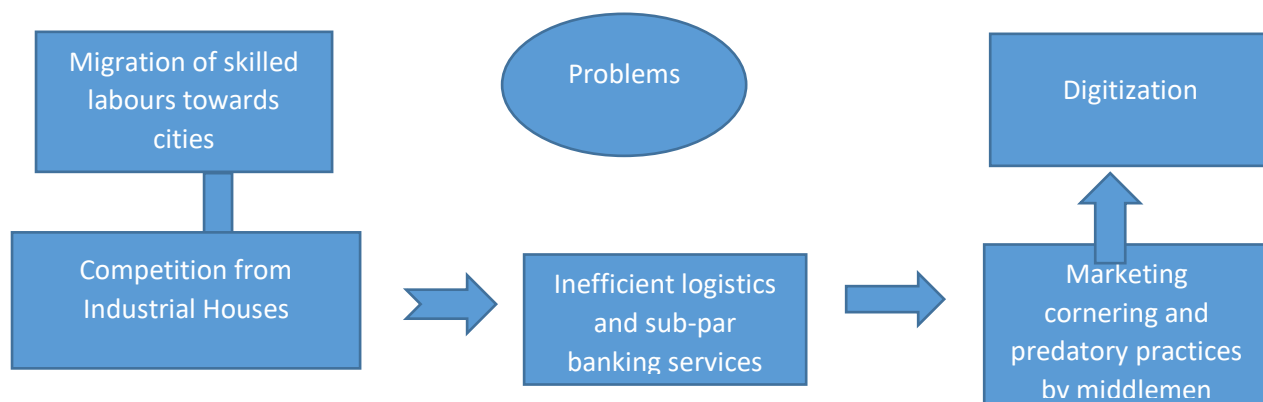 Migration of skilled
labours towards
cities
Problems
Digitization
Competition from
Industrial Houses
Inefficient logistics
and sub-par
banking services
Marketing
cornering and
predatory practices
by middlemen